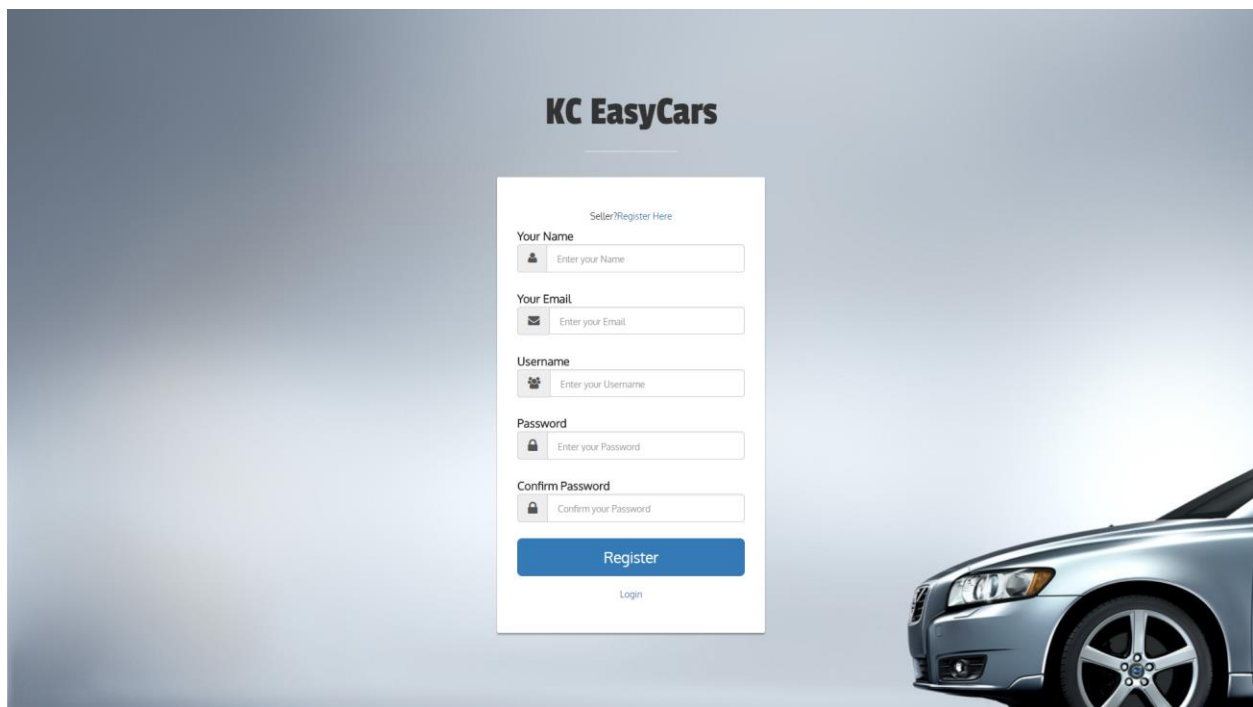 KC EasyCars
Seller?Register Here
Your Name
Enter your Name
Your Email
Enter your Email
Username
Enter your Username
Password
Enter your Password
Confirm Password
Confirm your Password
Register
Login